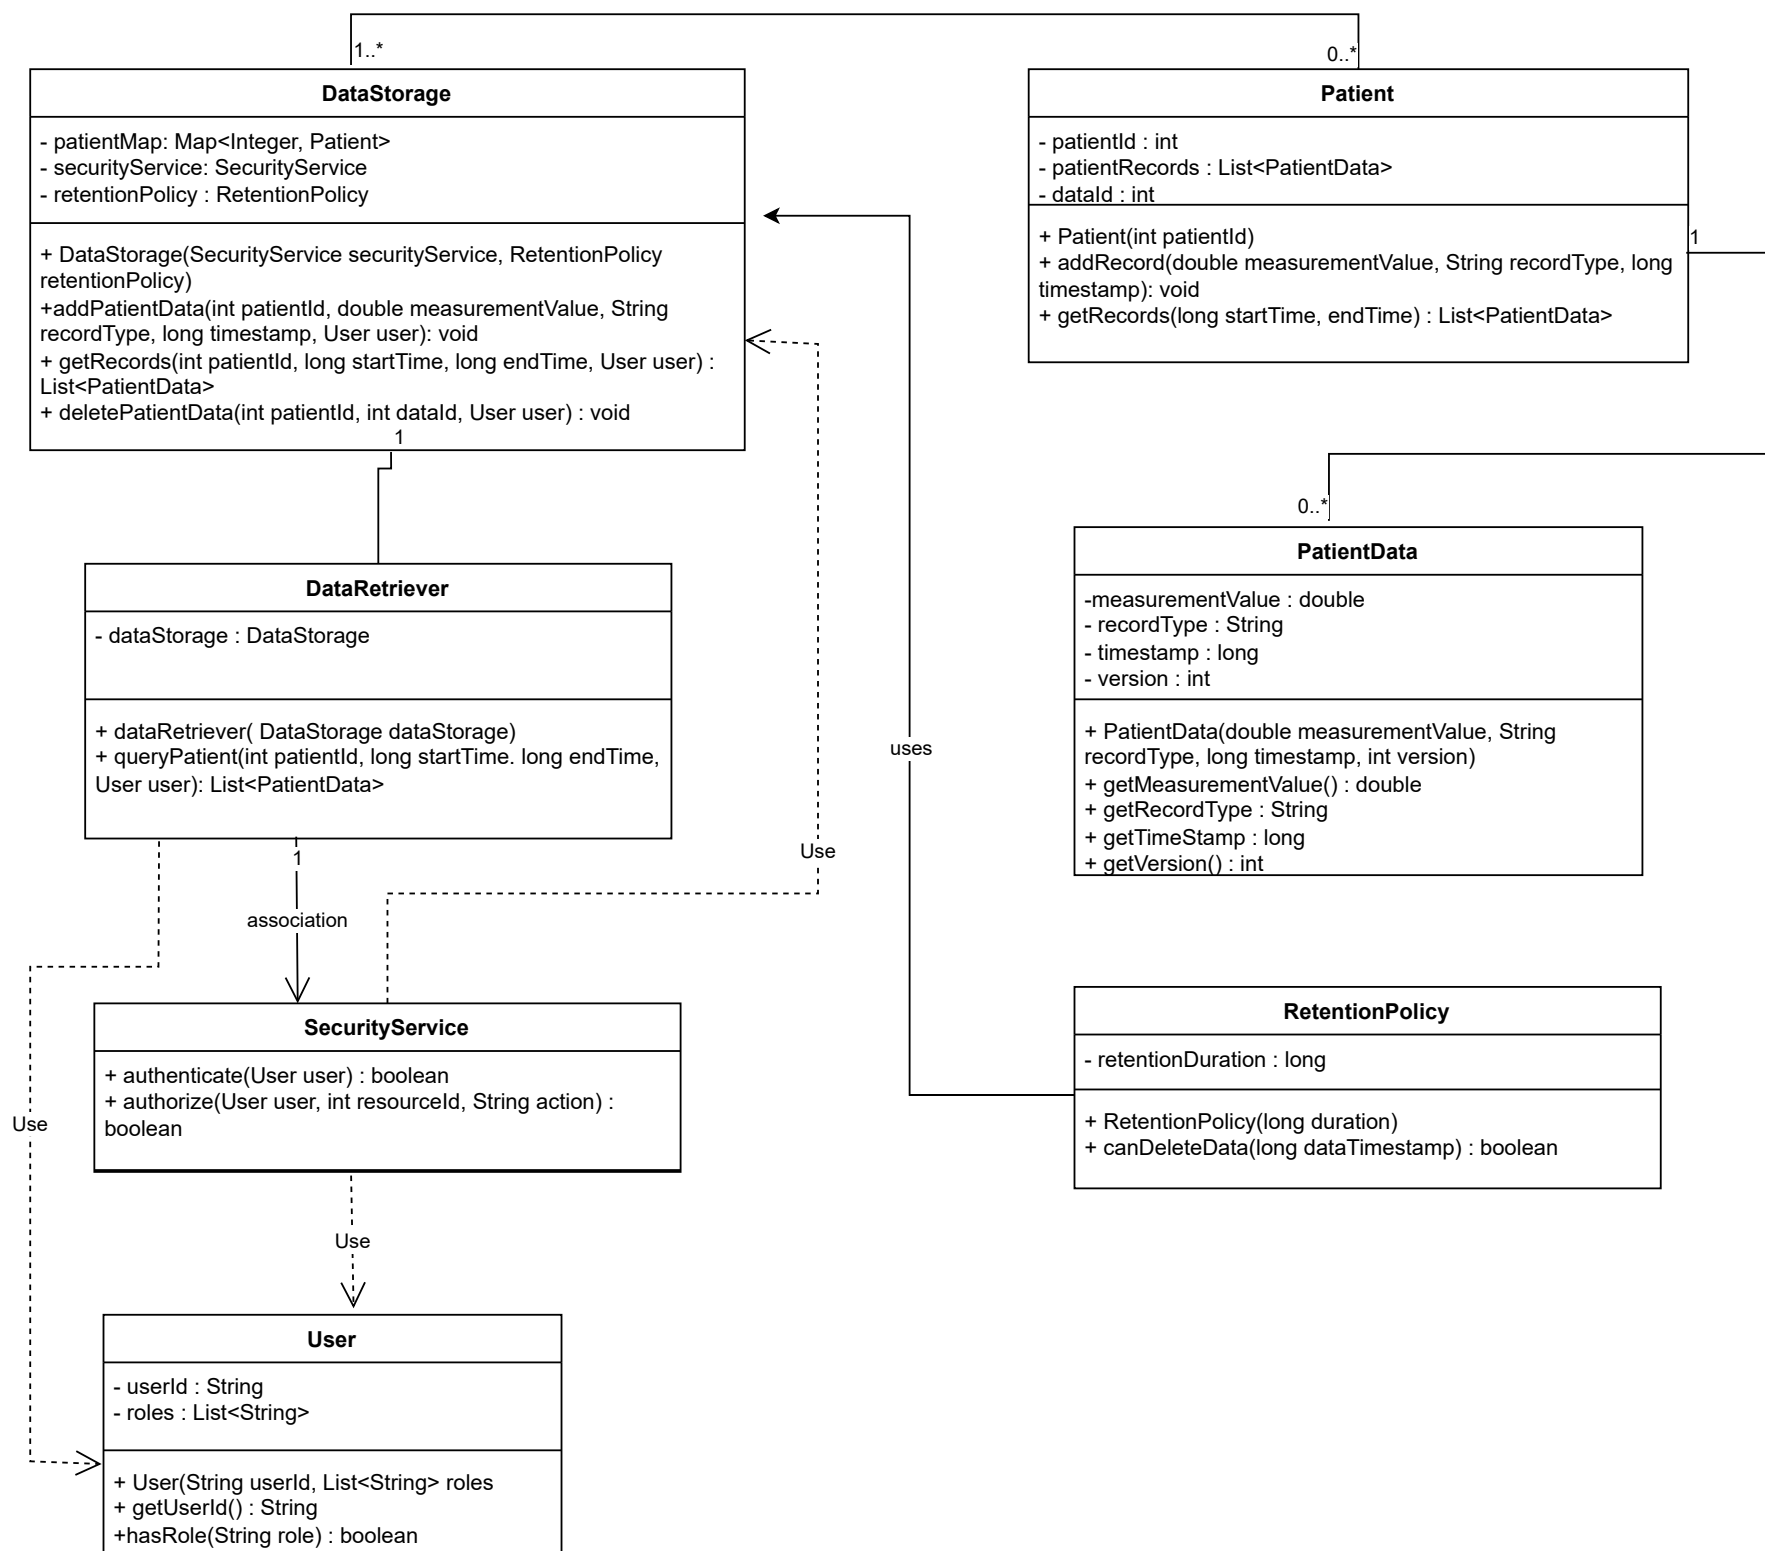 1..*
0..*
DataStorage
- patientMap: Map<Integer, Patient>
- securityService: SecurityService
- retentionPolicy : RetentionPolicy
+ DataStorage(SecurityService securityService, RetentionPolicy
retentionPolicy)
+addPatientData(int patientId, double measurementValue, String
recordType, long timestamp, User user): void
+ getRecords(int patientId, long startTime, long endTime, User user) :
List<PatientData>
+ deletePatientData(int patientId, int dataId, User user) : void
1
Patient
- patientId : int
- patientRecords : List<PatientData>
- dataId : int
+ Patient(int patientId)
+ addRecord(double measurementValue, String recordType, long
timestamp): void
+ getRecords(long startTime, endTime) : List<PatientData>
1
0..*
DataRetriever
- dataStorage : DataStorage
+ dataRetriever( DataStorage dataStorage)
+ queryPatient(int patientId, long startTime. long endTime,
User user): List<PatientData>
1
association
Use
uses
PatientData
-measurementValue : double
- recordType : String
- timestamp : long
- version : int
+ PatientData(double measurementValue, String
recordType, long timestamp, int version)
+ getMeasurementValue() : double
+ getRecordType : String
+ getTimeStamp : long
+ getVersion() : int
SecurityService
+ authenticate(User user) : boolean
+ authorize(User user, int resourceId, String action) :
boolean
Use
Use
RetentionPolicy
- retentionDuration : long
+ RetentionPolicy(long duration)
+ canDeleteData(long dataTimestamp) : boolean
User
- userId : String
- roles : List<String>
+ User(String userId, List<String> roles
+ getUserId() : String
+hasRole(String role) : boolean